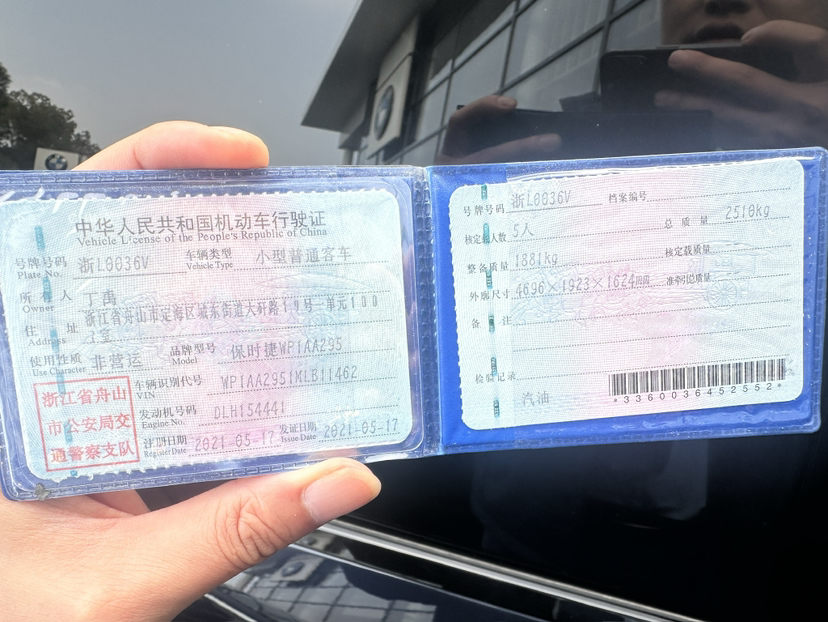 中华人民共和国机动车行驶证
Vehicle License of the People's Republic of China
号牌号码 浙L0036V 车辆类型 小型普通客车
Plate No. Vehicle Type
所有人 丁禹
Owner
住址 浙江省舟山市定海区城东街道大矸路19号一单元100
Address 1室
使用性质 非营运 品牌型号 保时捷WP1AA295
Use Character Model
浙江省舟山
市公安局交
通警察支队
车辆识别代号 WP1AA2951MLB11462
VIN
发动机号码 DLH154441
Engine No.
注册日期 2021-05-17 发证日期 2021-05-17
Register Date Issue Date
号牌号码 浙L0036V 档案编号
核定载人数 5人 总质量 2510kg
整备质量 1881kg 核定载质量
外廓尺寸 4696×1923×1624mm 准牵引总质量
备注
检验记录
汽油
*3360036452552*